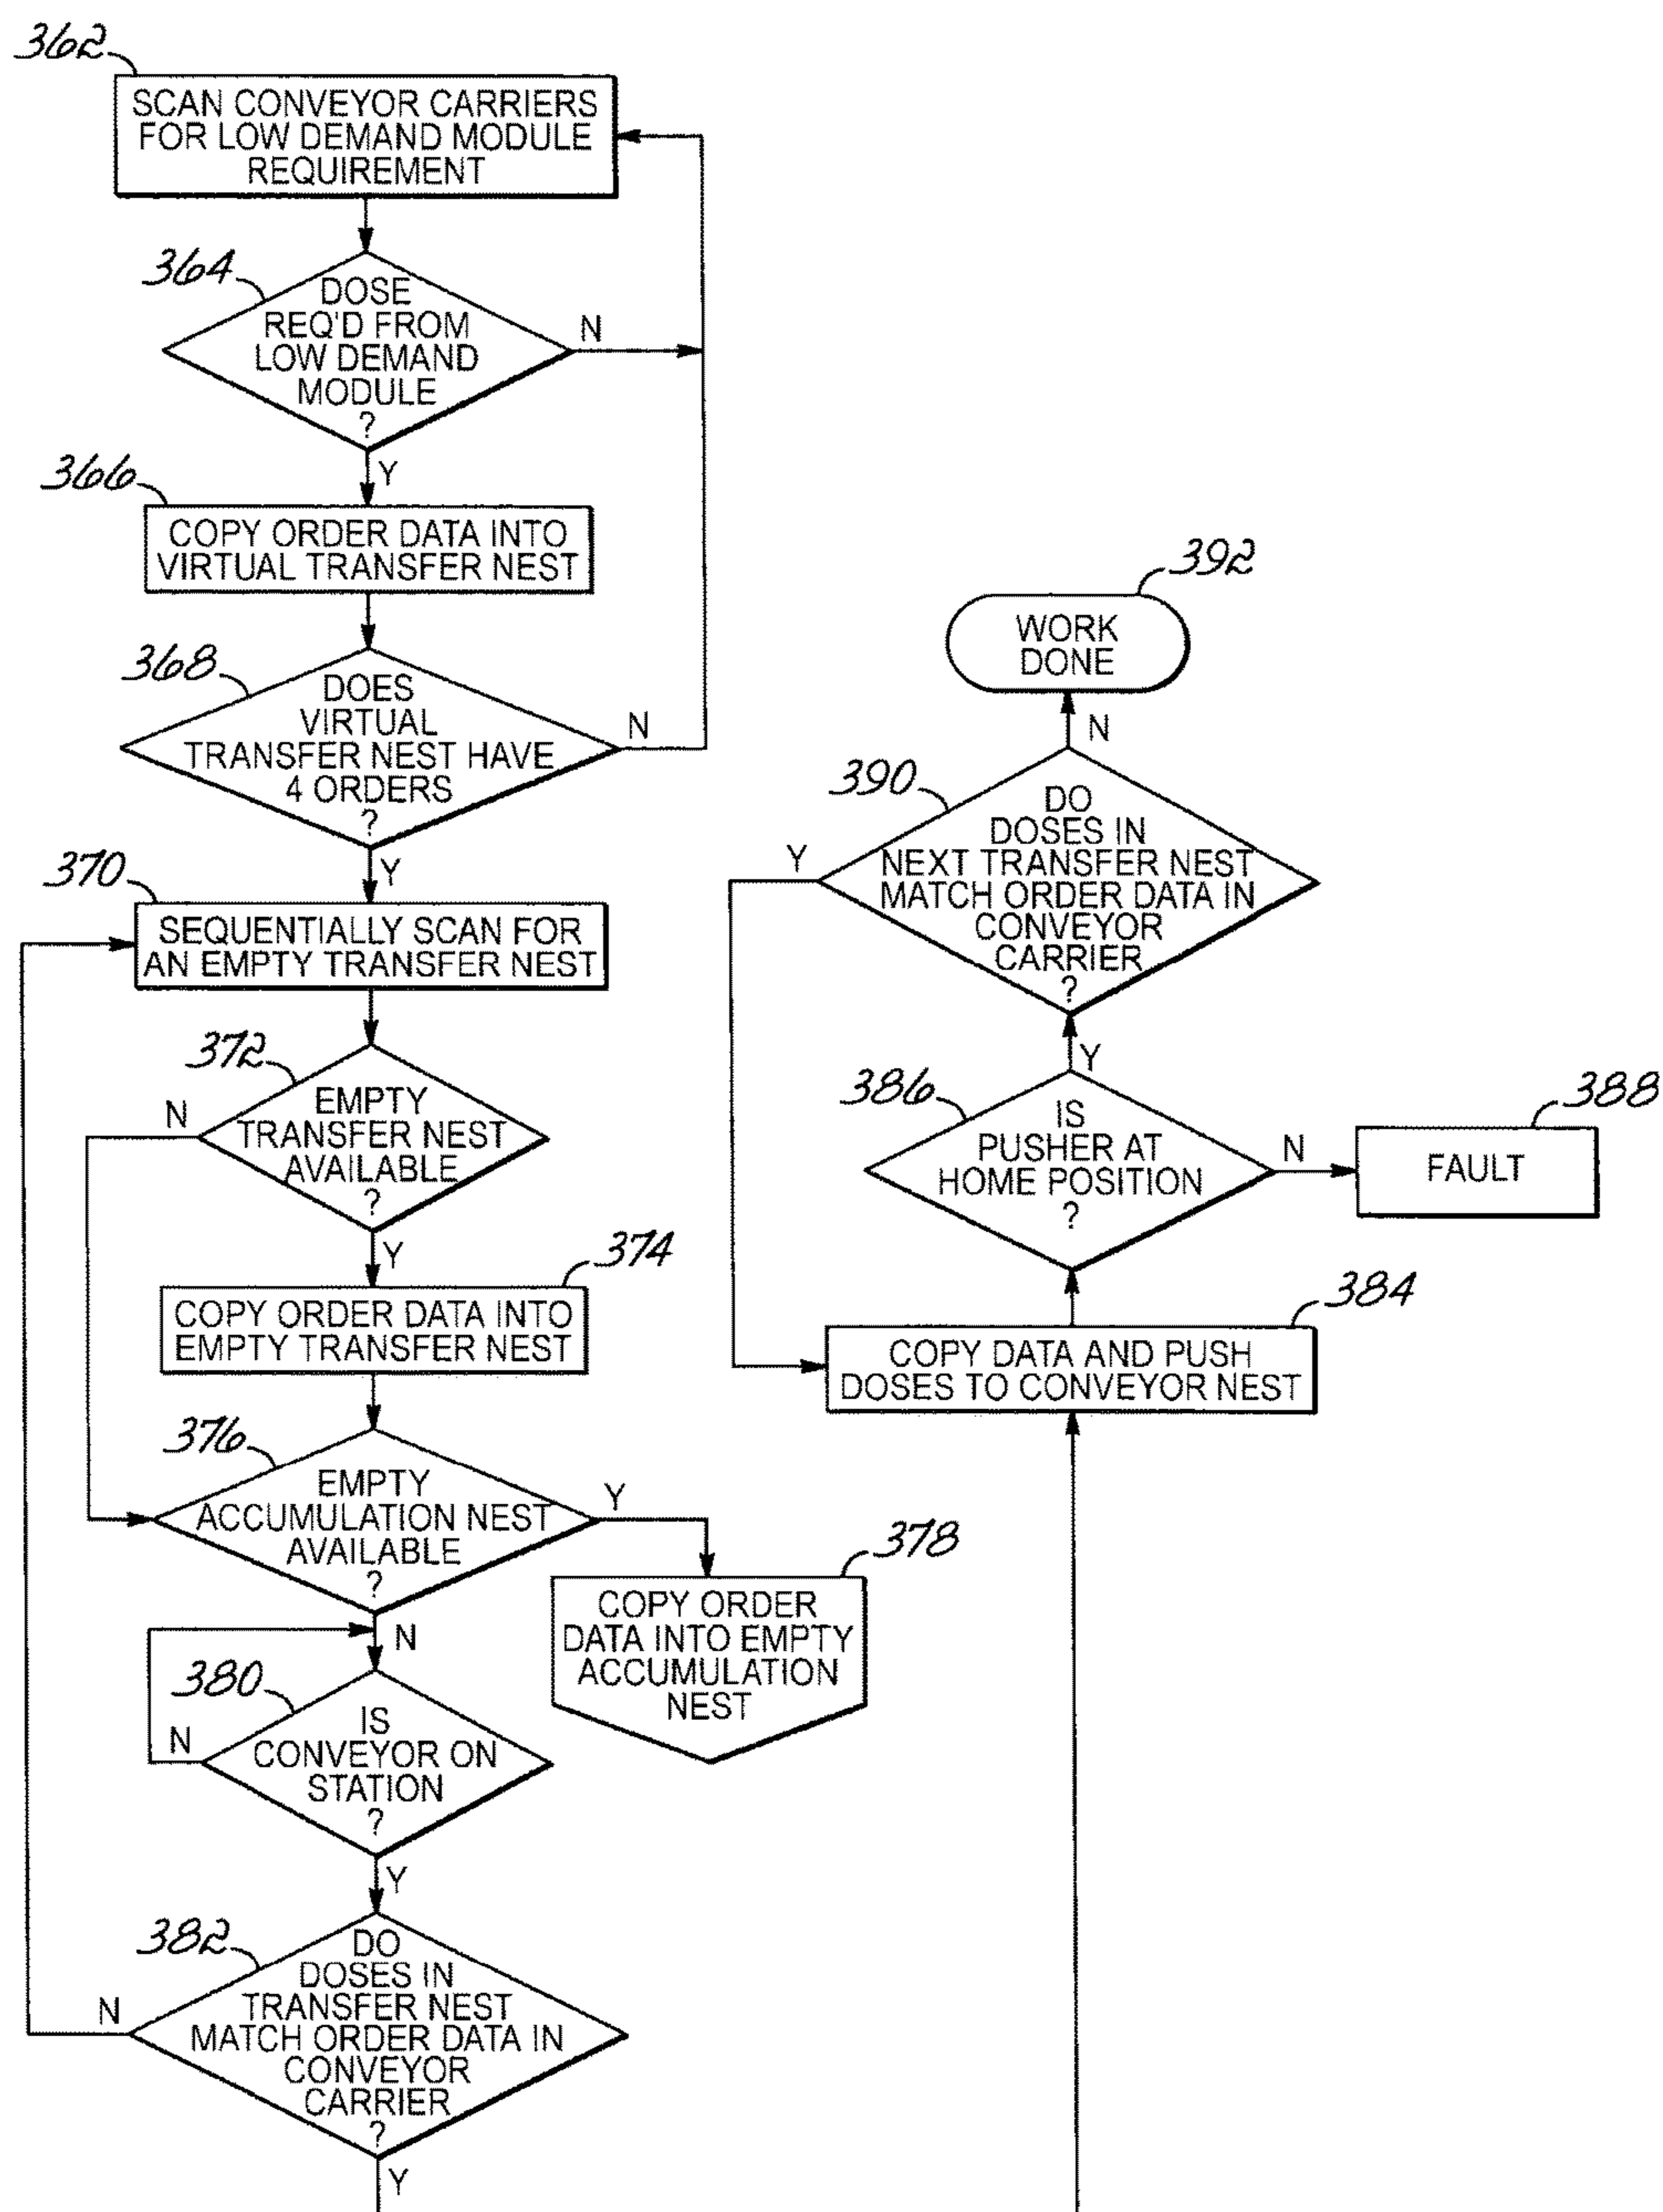 362
SCAN CONVEYOR CARRIERS
FOR LOW DEMAND MODULE
REQUIREMENT
364
DOSE
REQ'D FROM
LOW DEMAND
MODULE
?
N
Y
366
COPY ORDER DATA INTO
VIRTUAL TRANSFER NEST
368
DOES
VIRTUAL
TRANSFER NEST HAVE
4 ORDERS
?
N
Y
370
SEQUENTIALLY SCAN FOR
AN EMPTY TRANSFER NEST
372
EMPTY
TRANSFER NEST
AVAILABLE
?
N
Y
374
COPY ORDER DATA INTO
EMPTY TRANSFER NEST
376
EMPTY
ACCUMULATION NEST
AVAILABLE
?
Y
N
378
COPY ORDER
DATA INTO EMPTY
ACCUMULATION
NEST
380
IS
CONVEYOR ON
STATION
?
N
Y
382
DO
DOSES IN
TRANSFER NEST
MATCH ORDER DATA IN
CONVEYOR
CARRIER
?
N
Y
392
WORK
DONE
N
390
DO
DOSES IN
NEXT TRANSFER NEST
MATCH ORDER DATA IN
CONVEYOR
CARRIER
?
Y
Y
386
IS
PUSHER AT
HOME POSITION
?
N
388
FAULT
384
COPY DATA AND PUSH
DOSES TO CONVEYOR NEST